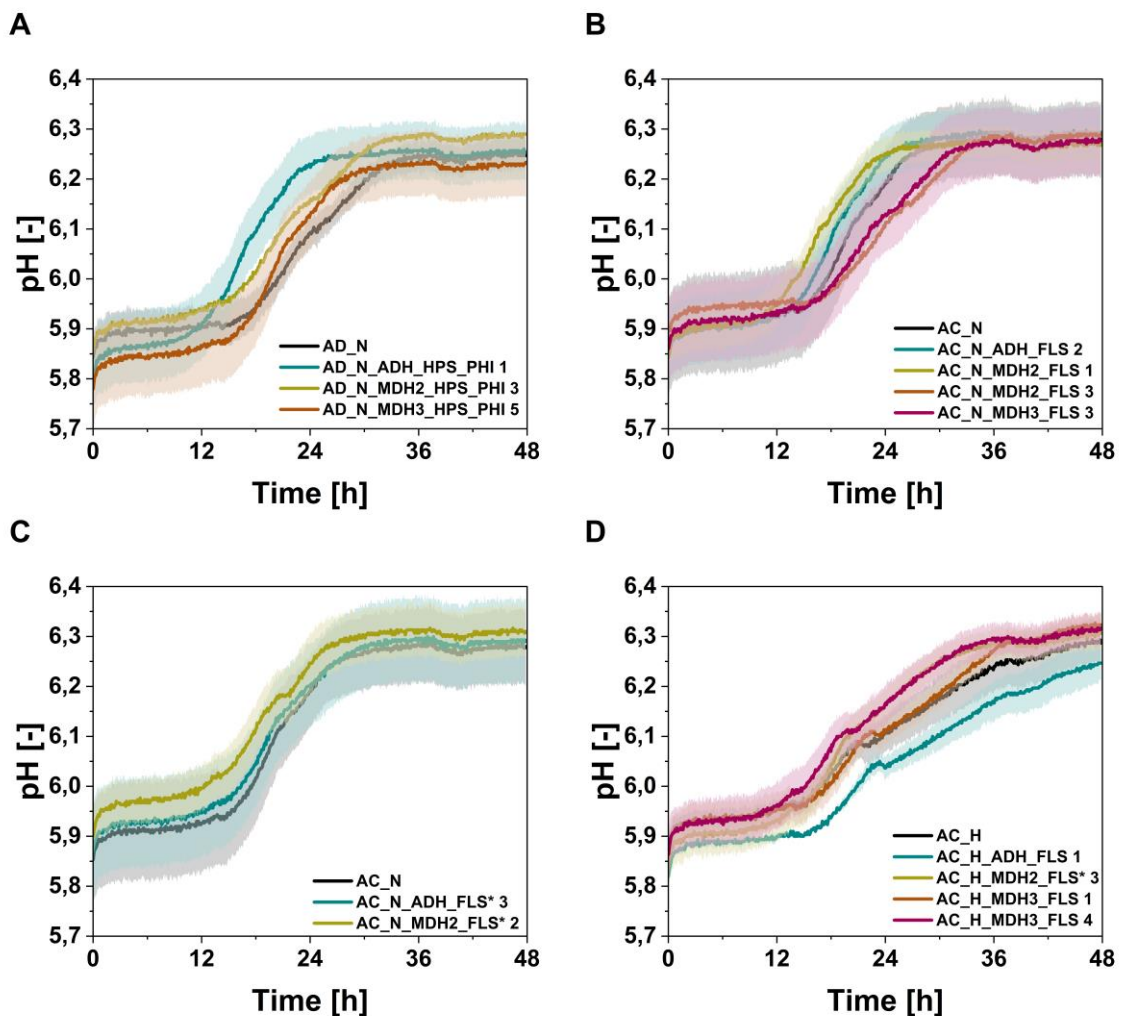 A
6,4
6,3
6,2
6,1
6,0
5,9
5,8
5,7
pH [-]
AD_N
AD_N_ADH_HPS_PHI 1
AD_N_MDH2_HPS_PHI 3
AD_N_MDH3_HPS_PHI 5
0 12 24 36 48
Time [h]
B
6,4
6,3
6,2
6,1
6,0
5,9
5,8
5,7
pH [-]
AC_N
AC_N_ADH_FLS 2
AC_N_MDH2_FLS 1
AC_N_MDH2_FLS 3
AC_N_MDH3_FLS 3
0 12 24 36 48
Time [h]
C
6,4
6,3
6,2
6,1
6,0
5,9
5,8
5,7
pH [-]
AC_N
AC_N_ADH_FLS* 3
AC_N_MDH2_FLS* 2
0 12 24 36 48
Time [h]
D
6,4
6,3
6,2
6,1
6,0
5,9
5,8
5,7
pH [-]
AC_H
AC_H_ADH_FLS 1
AC_H_MDH2_FLS* 3
AC_H_MDH3_FLS 1
AC_H_MDH3_FLS 4
0 12 24 36 48
Time [h]